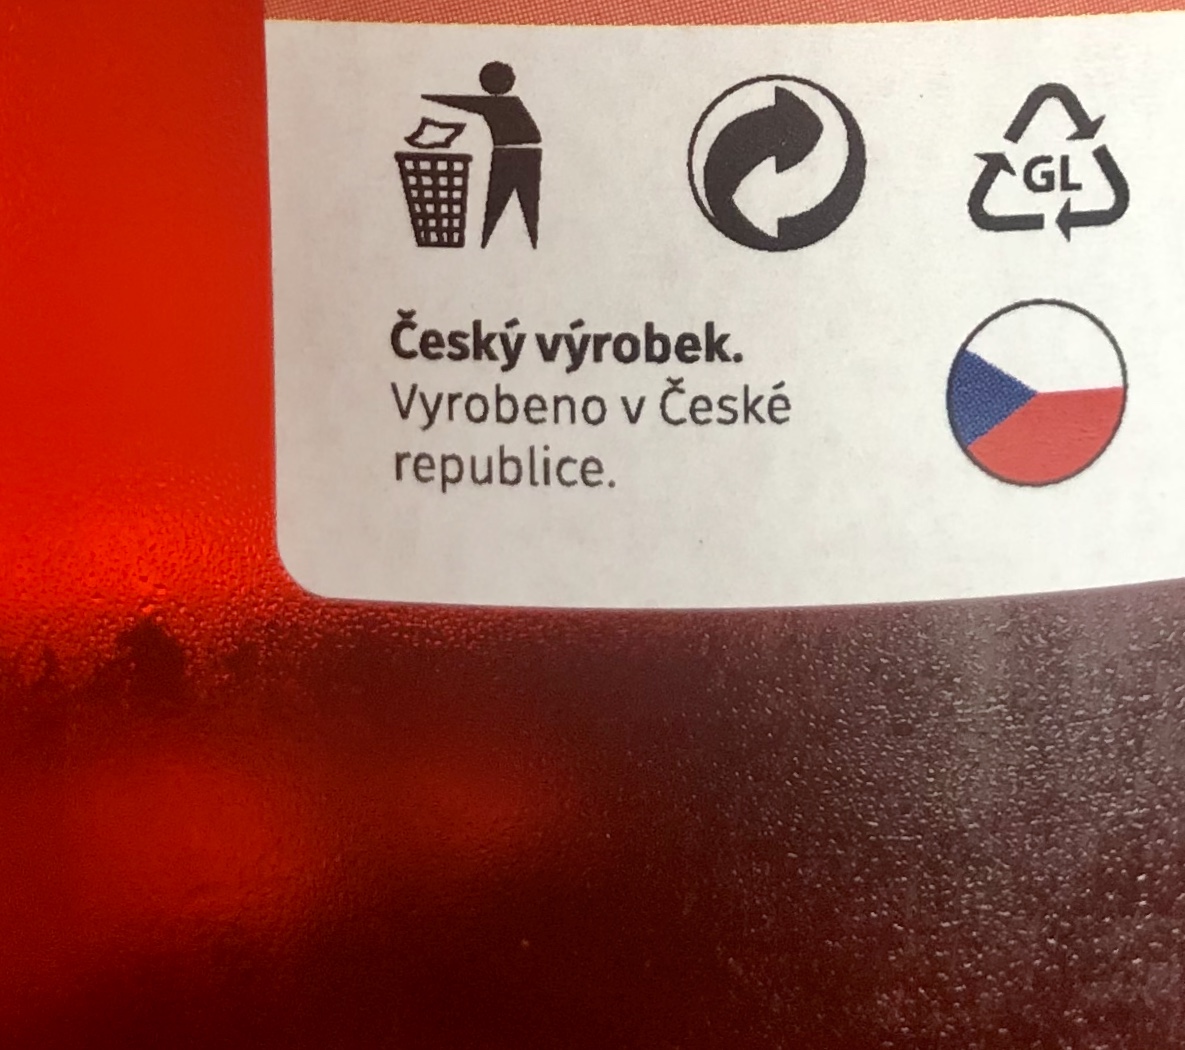 GL
Český výrobek.
Vyrobeno v České
republice.